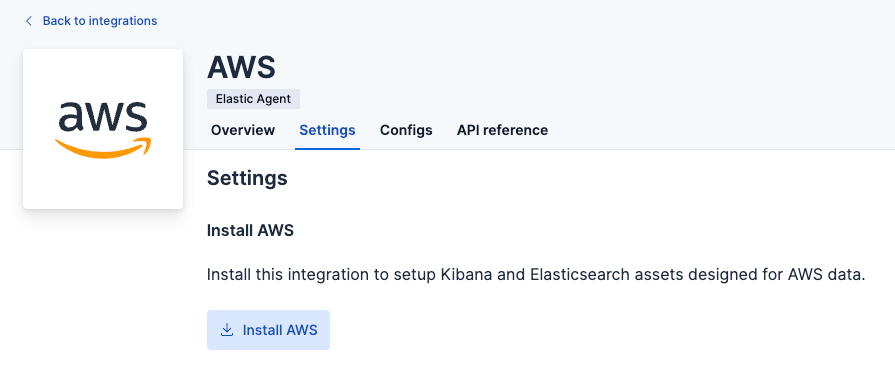 Back to integrations
aws
AWS
Elastic Agent
Overview Settings Configs API reference
Settings
Install AWS
Install this integration to setup Kibana and Elasticsearch assets designed for AWS data.
Install AWS